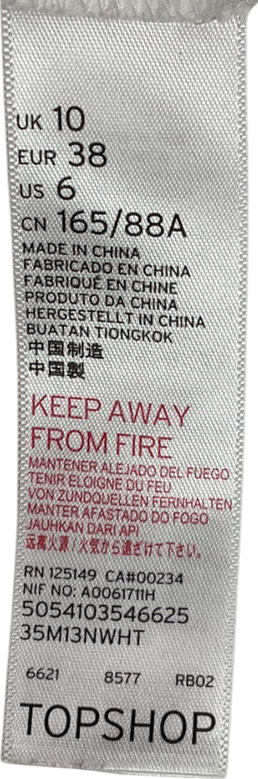 UK 10
EUR 38
US 6
CN 165/88A
MADE IN CHINA
FABRICADO EN CHINA
FABRIQUÉ EN CHINE
PRODUTO DA CHINA
HERGESTELLT IN CHINA
BUATAN TIONGKOK
中国制造
中国製
KEEP AWAY
FROM FIRE
MANTENER ALEJADO DEL FUEGO
TENIR ELOIGNE DU FEU
VON ZUNDQUELLEN FERNHALTEN
MANTER AFASTADO DO FOGO
JAUHKAN DARI API
远离火源 / 火気から遠ざけて下さい。
RN 125149 CA#00234
NIF NO: A0061711H
5054103546625
35M13NWHT
6621 8577 RB02
TOPSHOP